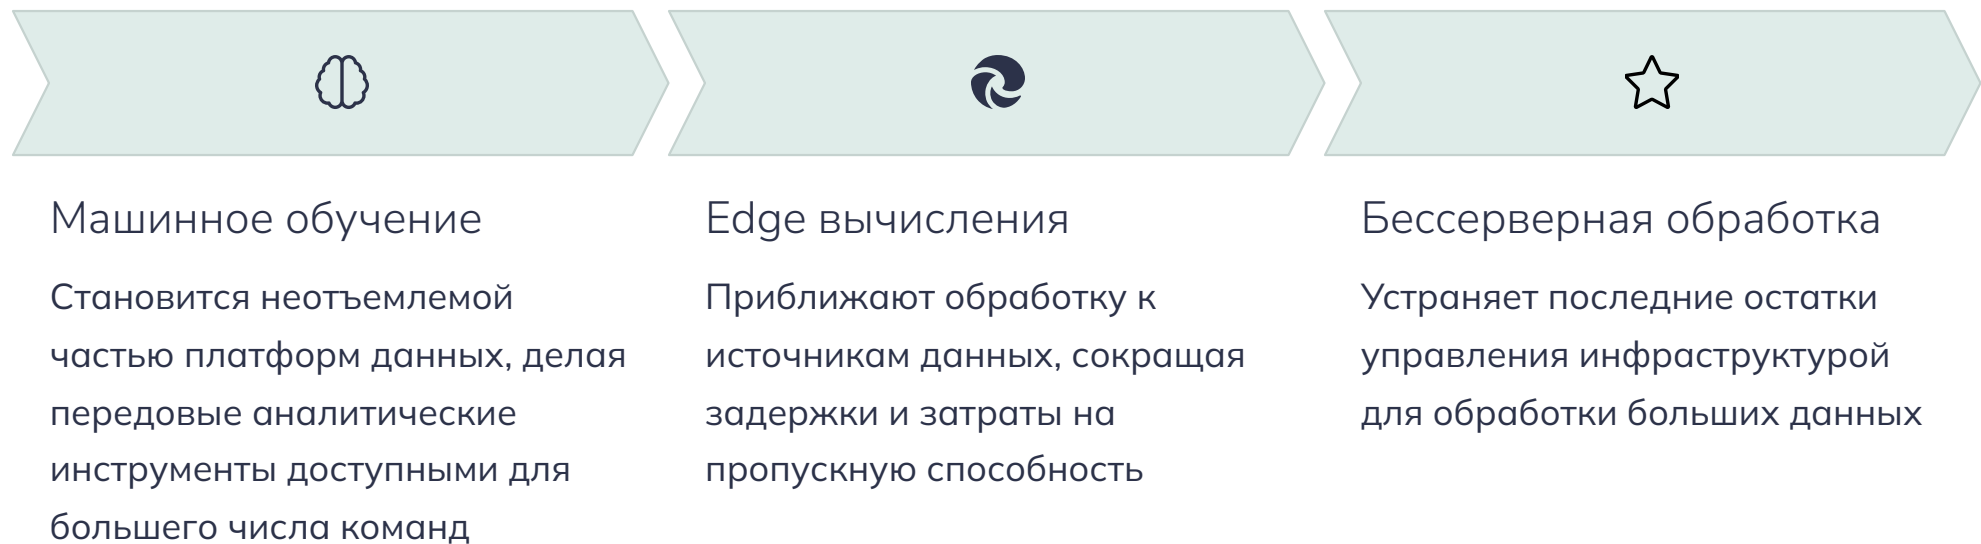 Машинное обучение
Становится неотъемлемой
частью платформ данных, делая
передовые аналитические
инструменты доступными для
большего числа команд
Edge вычисления
Приближают обработку к
источникам данных, сокращая
задержки и затраты на
пропускную способность
Бессерверная обработка
Устраняет последние остатки
управления инфраструктурой
для обработки больших данных